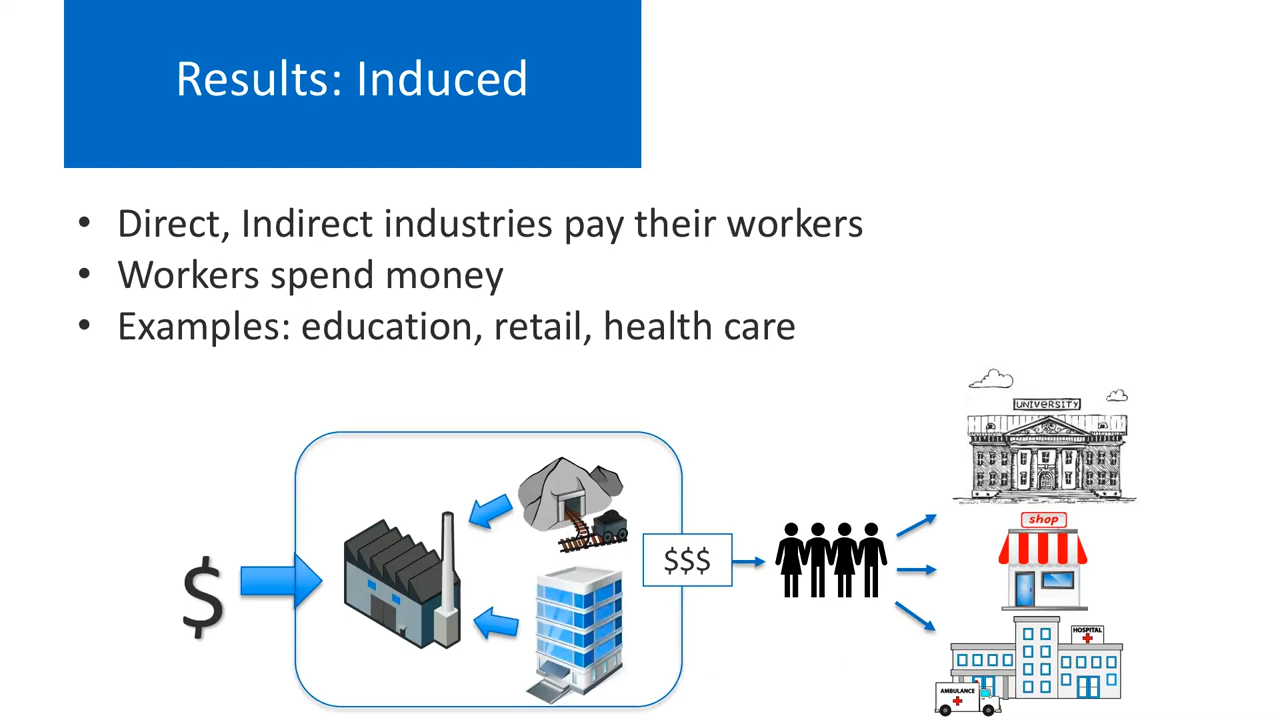 Results: Induced
• Direct, Indirect industries pay their workers
• Workers spend money
• Examples: education, retail, health care
UNIVERSITY
$
$$$
shop
HOSPITAL
AMBULANCE